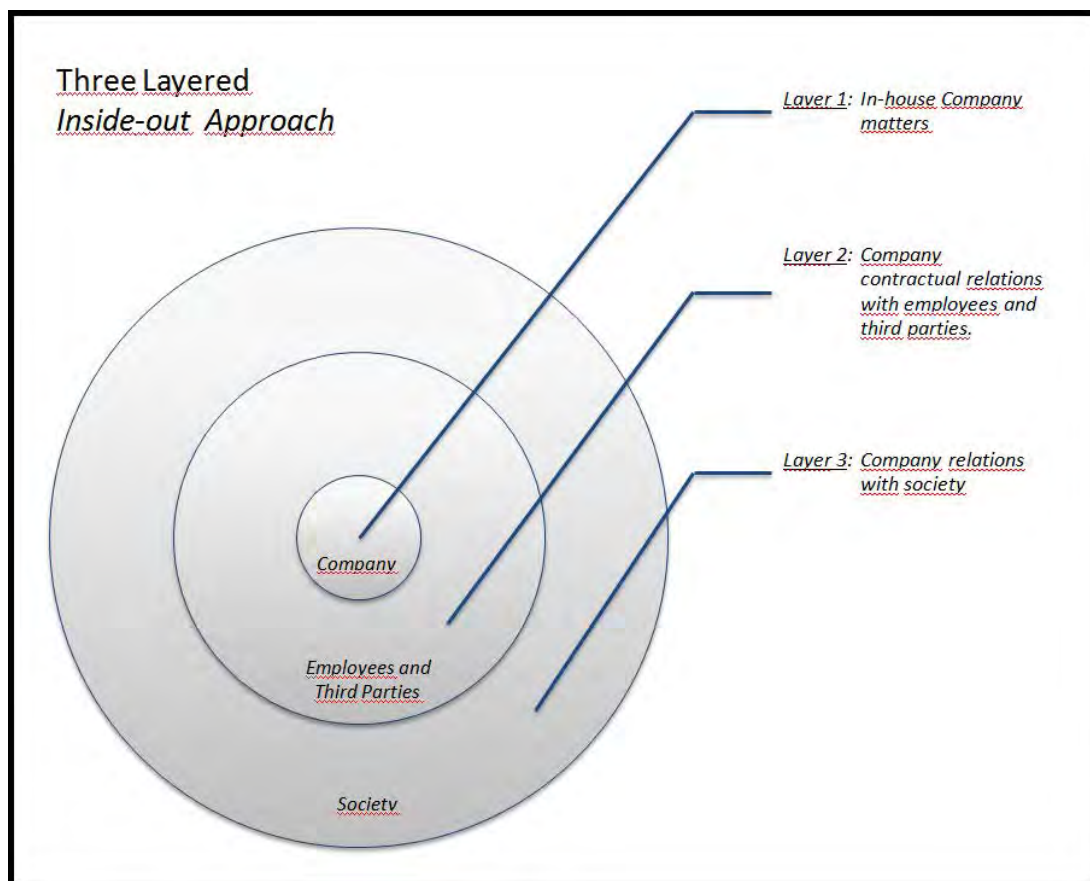 Three Layered
Inside-out Approach
Layer 1: In-house Company
matters
Layer 2: Company
contractual relations
with employees and
third parties.
Layer 3: Company relations
with society
Company
Employees and
Third Parties
Society